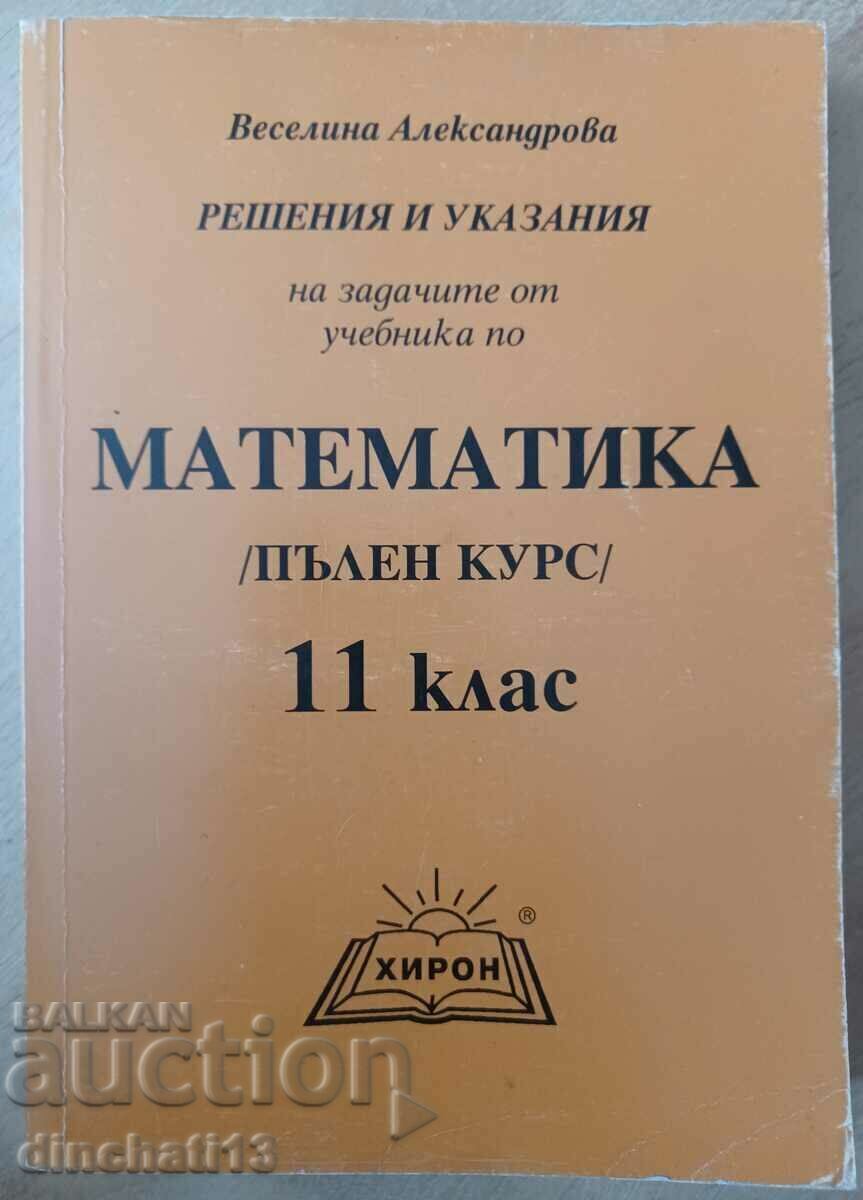 Веселина Александрова
РЕШЕНИЯ И УКАЗАНИЯ
на задачите от
учебника по
МАТЕМАТИКА
/ПЪЛЕН КУРС/
11 клас
®
ХИРОН
BALKAN
auction
dinchati13